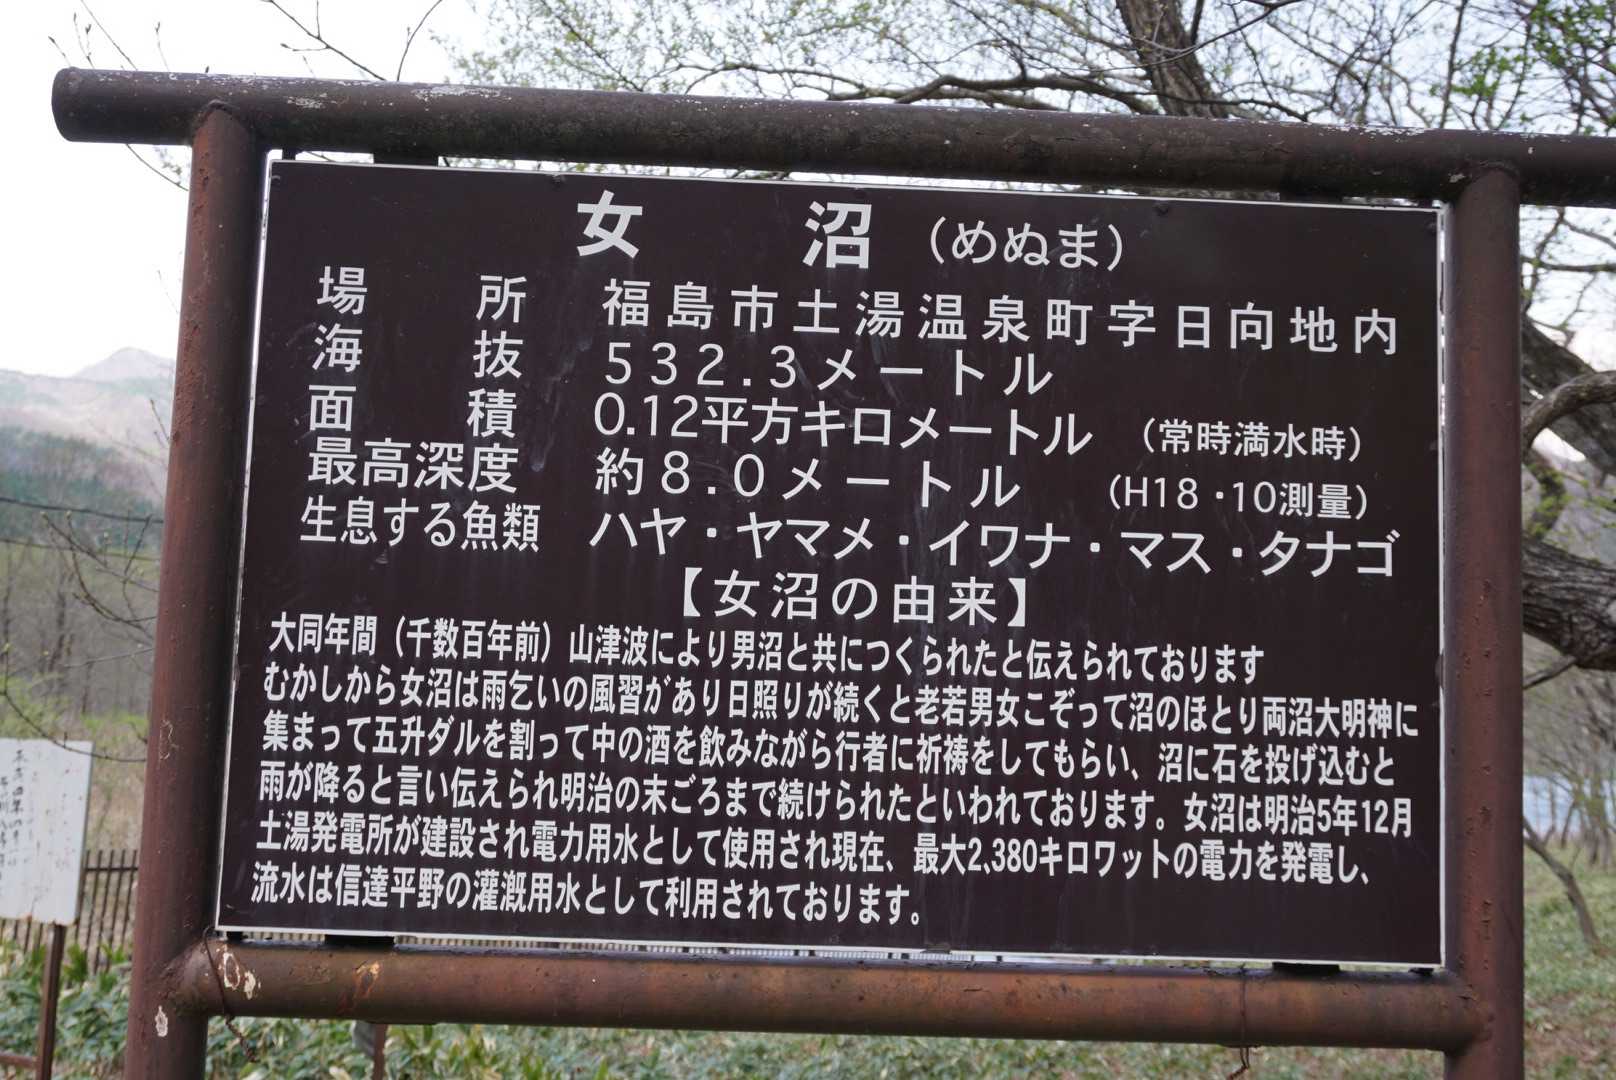 女沼（めぬま）
場所　福島市土湯温泉町字日向地内
海抜　532.3メートル
面積　0.12平方キロメートル（常時満水時）
最高深度　約8.0メートル（H18・10測量）
生息する魚類　ハヤ・ヤマメ・イワナ・マス・タナゴ
【女沼の由来】
大同年間（千数百年前）山津波により男沼と共につくられたと伝えられております
むかしから女沼は雨乞いの風習があり日照りが続くと老若男女こぞって沼のほとり両沼大明神に
集まって五升ダルを割って中の酒を飲みながら行者に祈祷をしてもらい、沼に石を投げ込むと
雨が降ると言い伝えられ明治の末ごろまで続けられたといわれております。女沼は明治5年12月
土湯発電所が建設され電力用水として使用され現在、最大2,380キロワットの電力を発電し、
流水は信達平野の灌漑用水として利用されております。